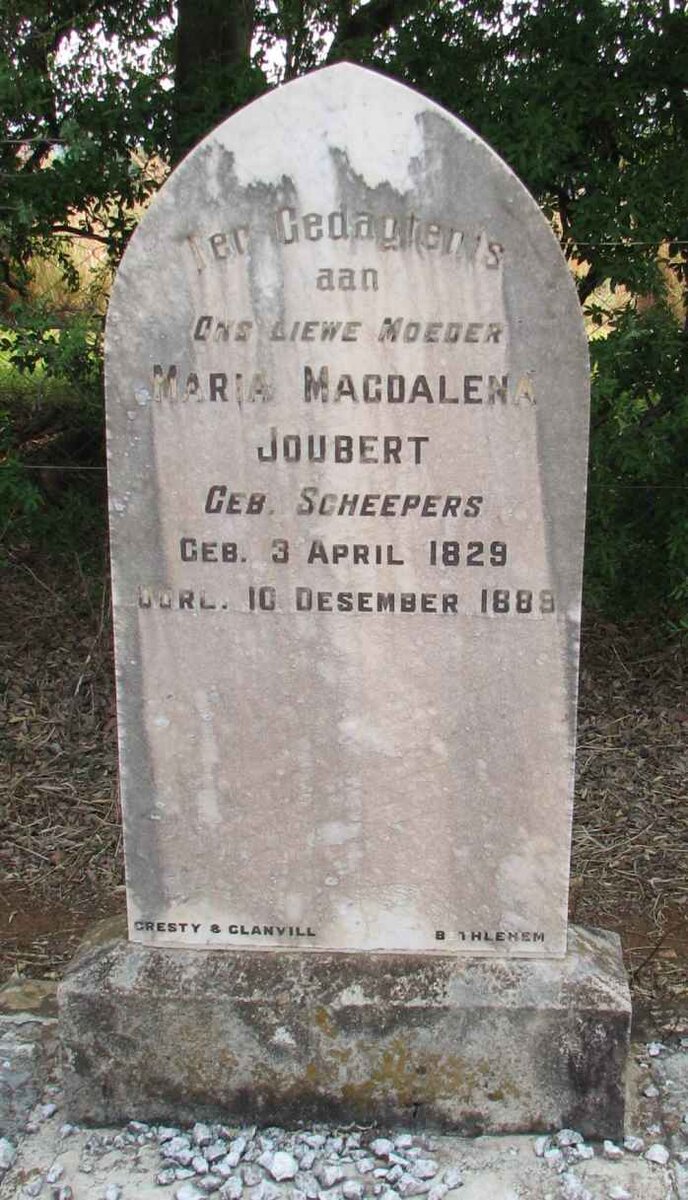 Ter Gedagtenis
aan
ONS LIEWE MOEDER
MARIA MAGDALENA
JOUBERT
GEB. SCHEEPERS
GEB. 3 APRIL 1829
OORL. 10 DESEMBER 1889
CRESTY & GLANVILL BETHLEHEM